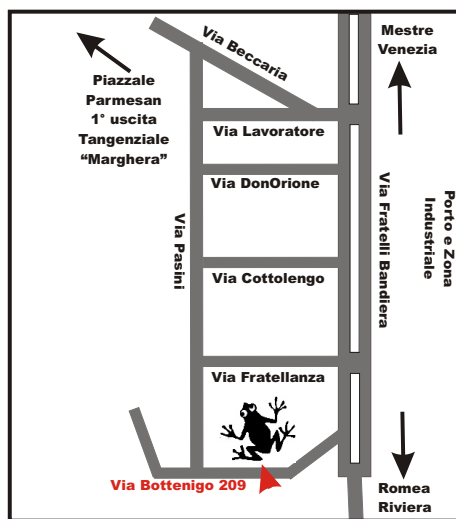 Mestre
Venezia
Via Beccaria
Piazzale
Parmesan
1° uscita
Tangenziale
“Marghera”
Via Lavoratore
Via DonOrione
Via Pasini
Via Fratelli Bandiera
Porto e Zona
Industriale
Via Cottolengo
Via Fratellanza
Via Bottenigo 209
Romea
Riviera